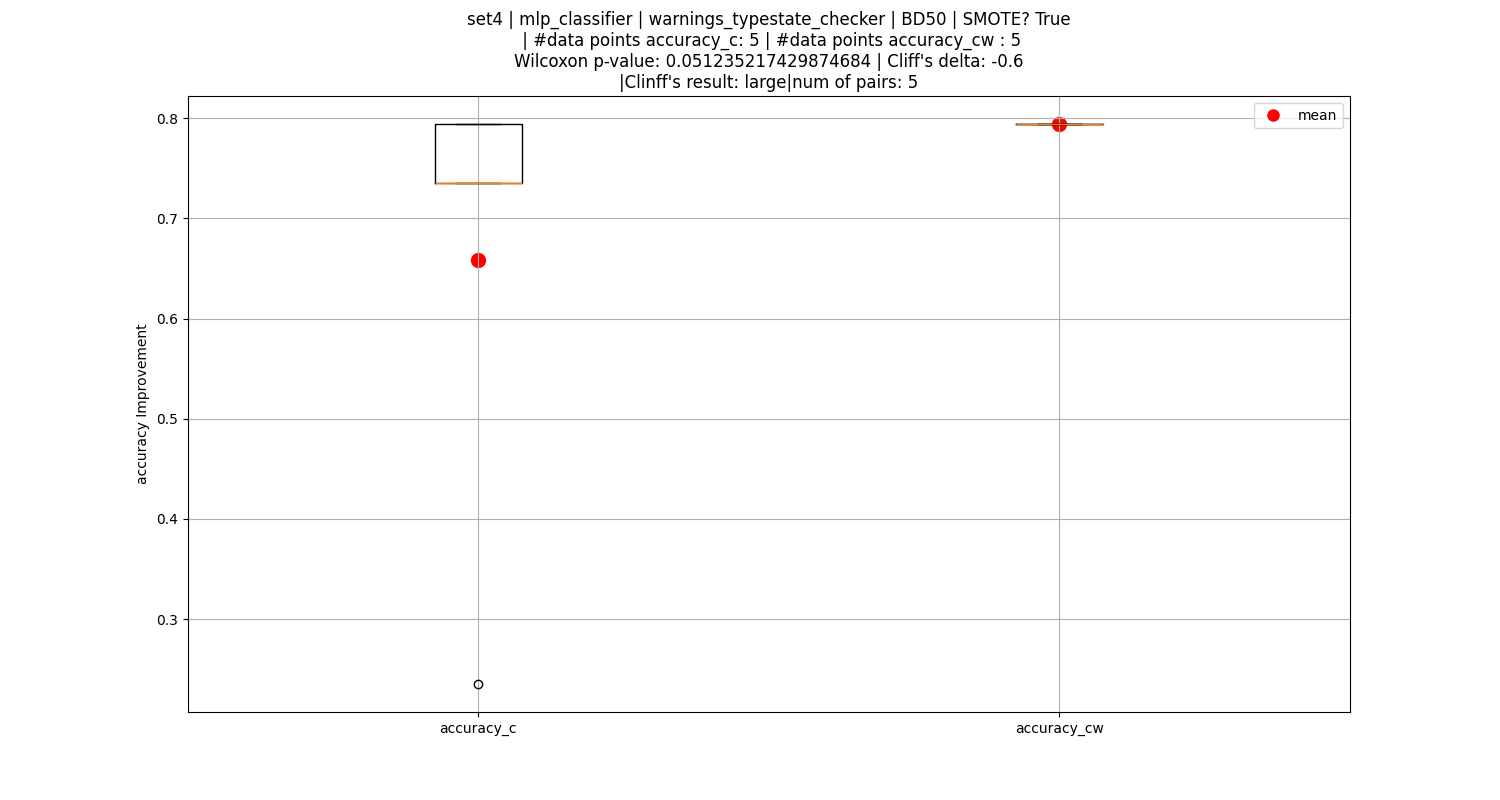 set4 | mlp_classifier | warnings_typestate_checker | BD50 | SMOTE? True
| #data points accuracy_c: 5 | #data points accuracy_cw : 5
Wilcoxon p-value: 0.051235217429874684 | Cliff's delta: -0.6
|Clinff's result: large|num of pairs: 5
mean
0.8
0.7
0.6
0.5
0.4
0.3
accuracy Improvement
accuracy_c
accuracy_cw